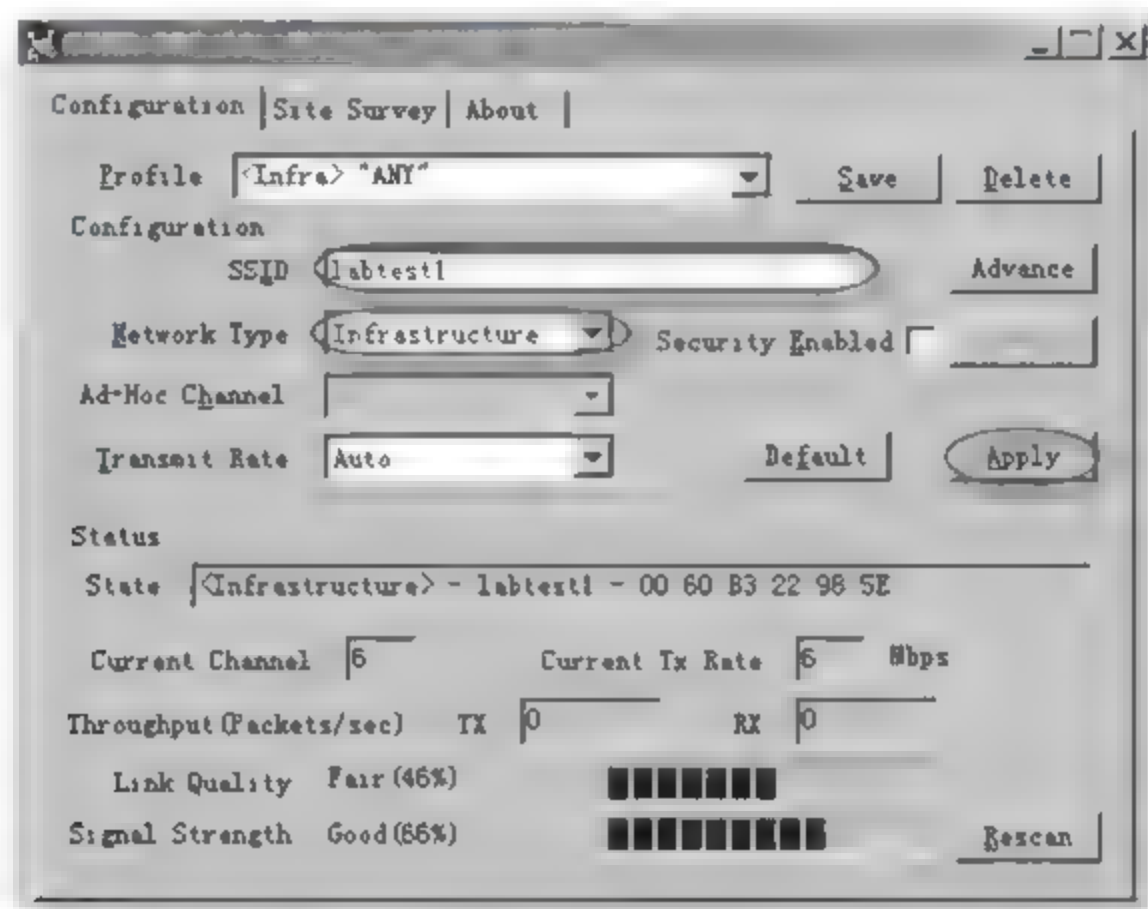 Configuration Site Survey About
Profile <Infra> "ANY" Save Delete
Configuration
SSID labtest1 Advance
Network Type Infrastructure Security Enabled
Ad-Hoc Channel
Transmit Rate Auto Default Apply
Status
State <Infrastructure> - labtest1 - 00 60 B3 22 98 5E
Current Channel 6 Current Tx Rate 6 Mbps
Throughput(Packets/sec) TX 0 RX 0
Link Quality Fair(46%)
Signal Strength Good(66%) Rescan